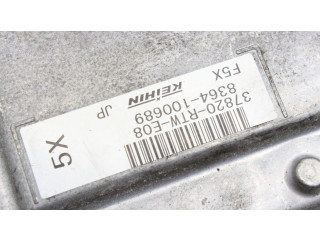 37820-RTW-E08
8364-100689
F5X
KEIHIN
JP
5X